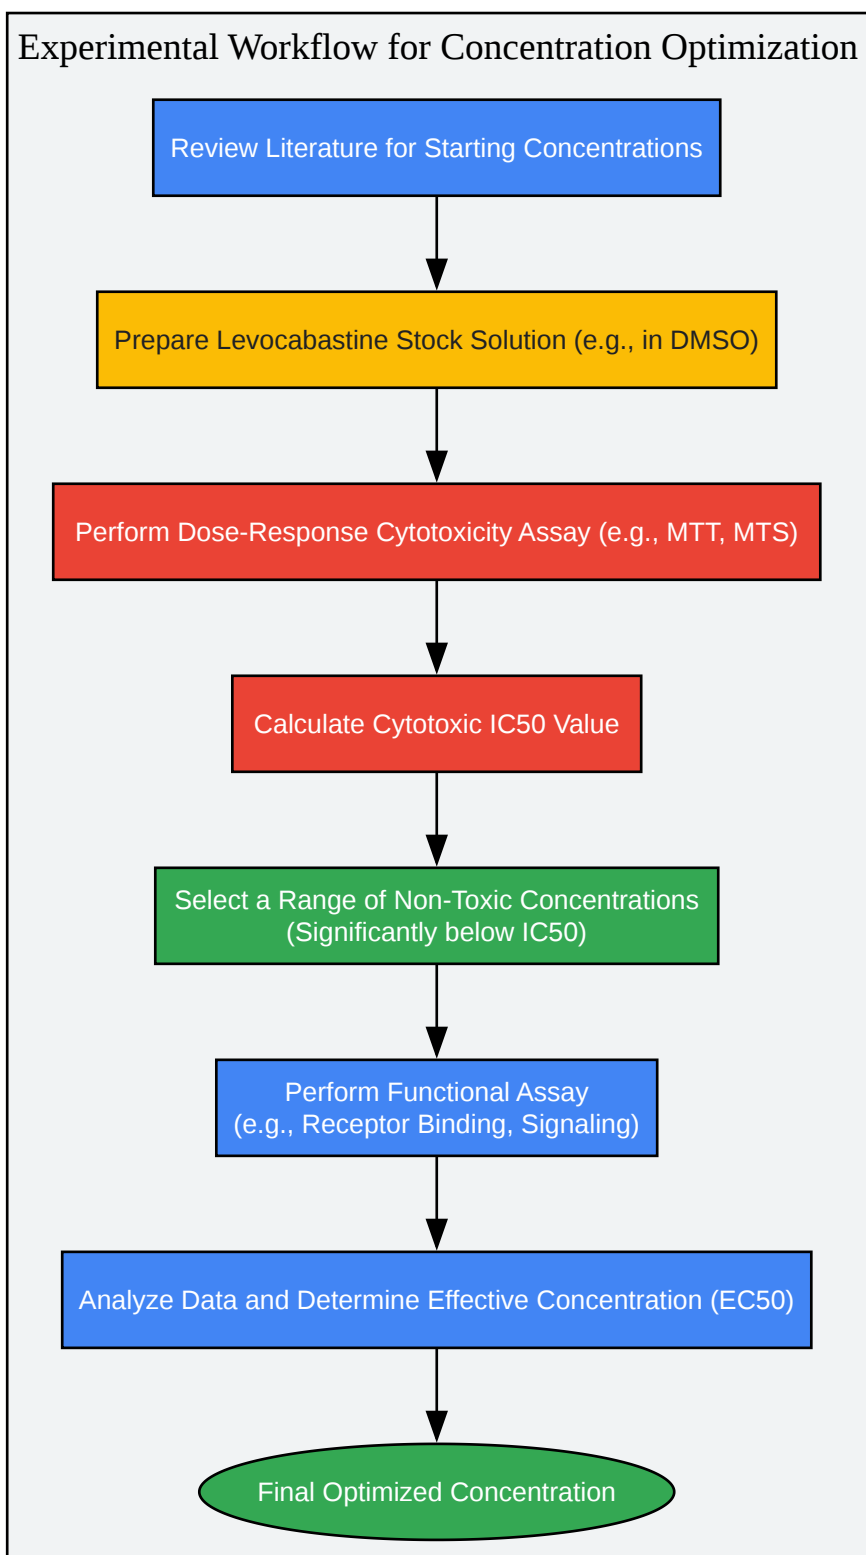 Experimental Workflow for Concentration Optimization
Review Literature for Starting Concentrations
Prepare Levocabastine Stock Solution (e.g., in DMSO)
Perform Dose-Response Cytotoxicity Assay (e.g., MTT, MTS)
Calculate Cytotoxic IC50 Value
Select a Range of Non-Toxic Concentrations
(Significantly below IC50)
Perform Functional Assay
(e.g., Receptor Binding, Signaling)
Analyze Data and Determine Effective Concentration (EC50)
Final Optimized Concentration